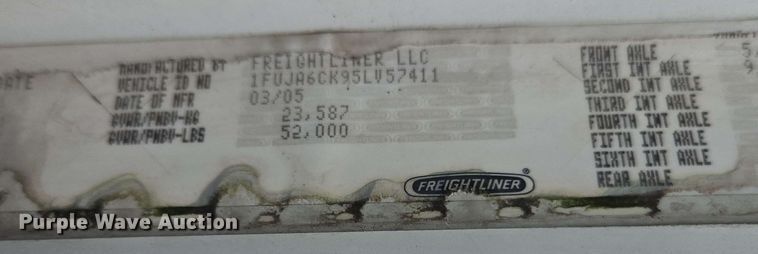 DATE
MANUFACTURED BY FREIGHTLINER LLC
VEHICLE ID NO 1FUJA6CK95LV57411
DATE OF MFR 03/05
GVWR/PNBV-KG 23,587
GVWR/PNBV-LBS 52,000
FRONT AXLE 5,
FIRST INT AXLE 9
SECOND INT AXLE
THIRD INT AXLE
FOURTH INT AXLE
FIFTH INT AXLE
SIXTH INT AXLE
REAR AXLE
FREIGHTLINER ®
Purple Wave Auction